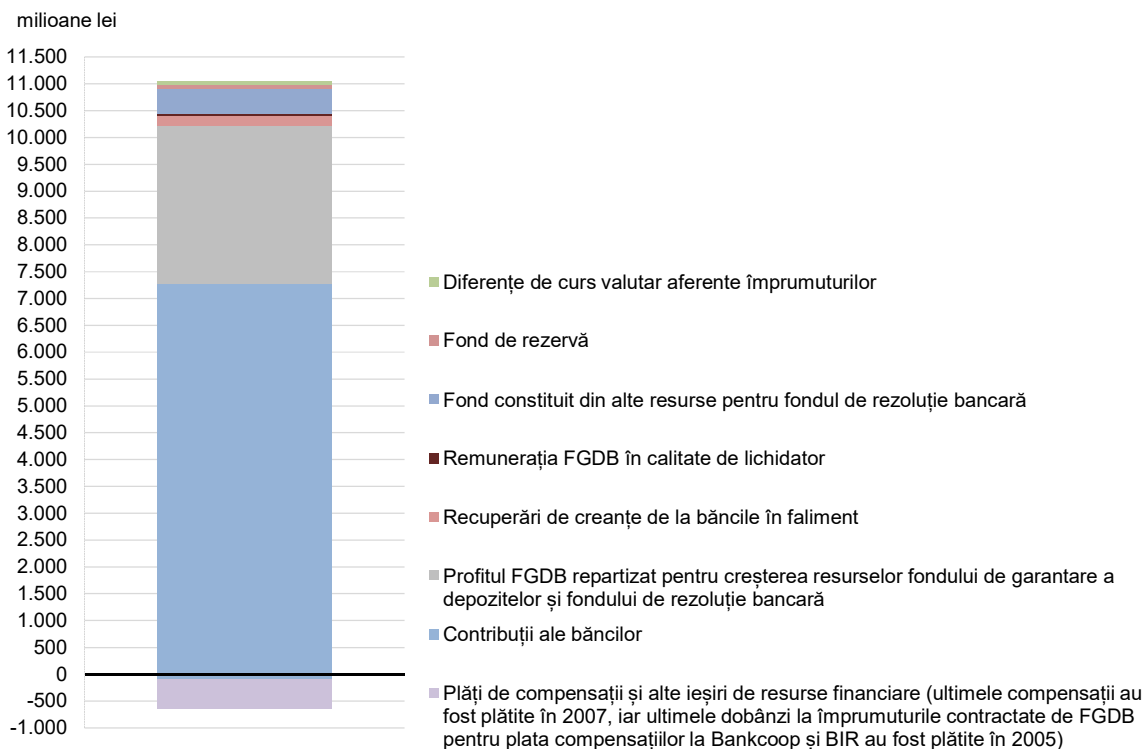 milioane lei
11.500
11.000
10.500
10.000
9.500
9.000
8.500
8.000
7.500
7.000
6.500
6.000
5.500
5.000
4.500
4.000
3.500
3.000
2.500
2.000
1.500
1.000
500
0
-500
-1.000
Diferențe de curs valutar aferente împrumuturilor
Fond de rezervă
Fond constituit din alte resurse pentru fondul de rezoluție bancară
Remunerația FGDB în calitate de lichidator
Recuperări de creanțe de la băncile în faliment
Profitul FGDB repartizat pentru creșterea resurselor fondului de garantare a
depozitelor și fondului de rezoluție bancară
Contribuții ale băncilor
Plăți de compensații și alte ieșiri de resurse financiare (ultimele compensații au
fost plătite în 2007, iar ultimele dobânzi la împrumuturile contractate de FGDB
pentru plata compensațiilor la Bankcoop și BIR au fost plătite în 2005)